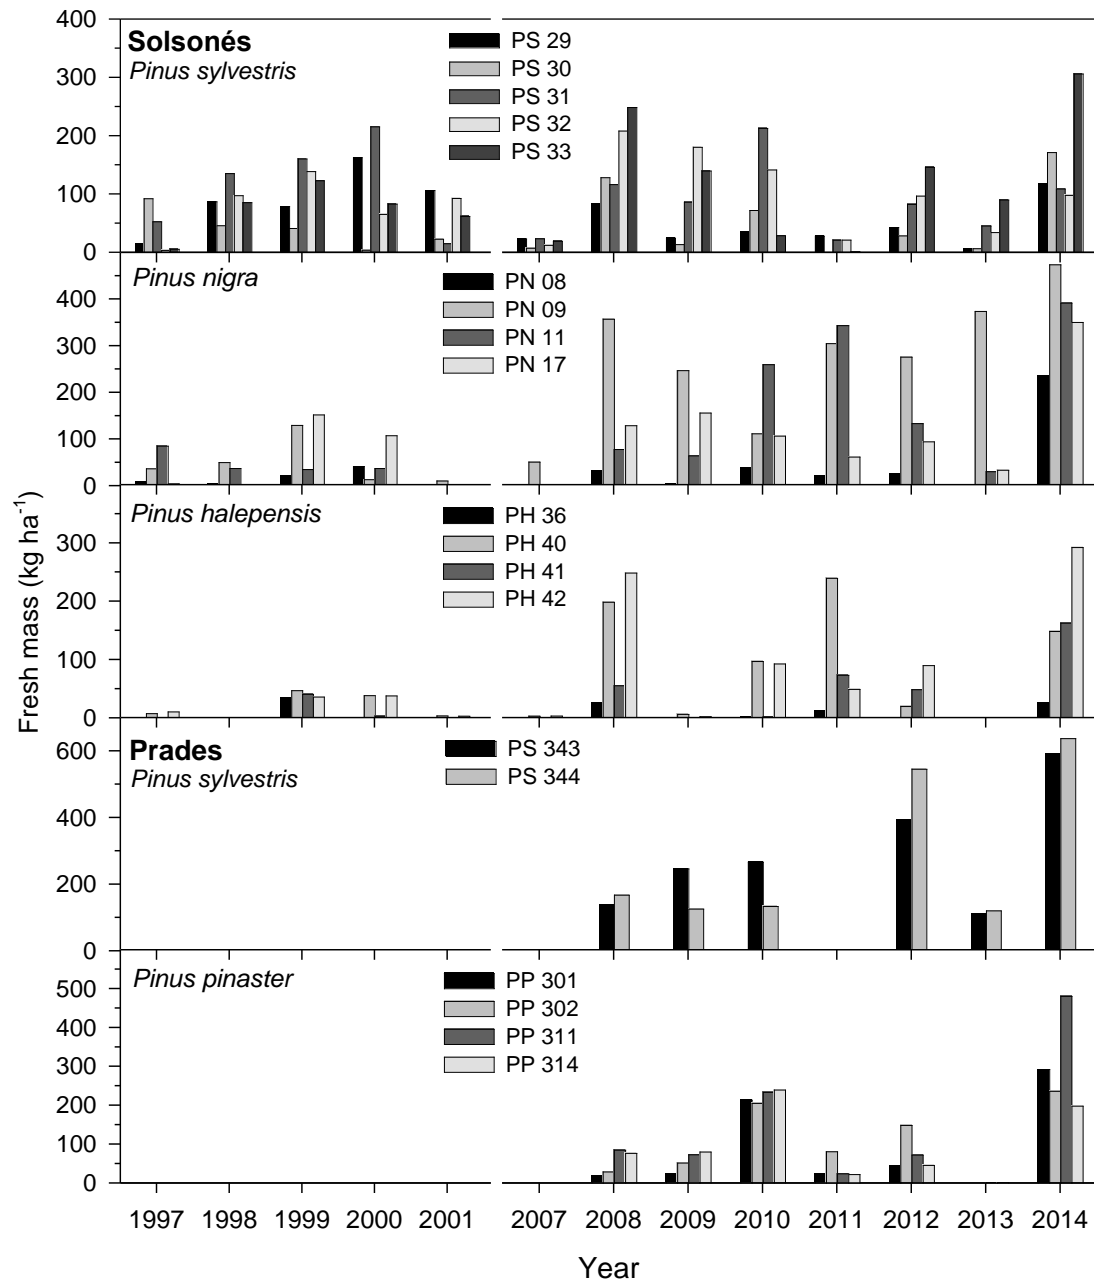 400
300
200
100
0
Solsonés
Pinus sylvestris
PS 29
PS 30
PS 31
PS 32
PS 33
400
300
200
100
0
Pinus nigra
PN 08
PN 09
PN 11
PN 17
300
200
100
0
Pinus halepensis
PH 36
PH 40
PH 41
PH 42
600
400
200
0
Prades
Pinus sylvestris
PS 343
PS 344
500
400
300
200
100
0
Pinus pinaster
PP 301
PP 302
PP 311
PP 314
Fresh mass (kg ha⁻¹)
1997 1998 1999 2000 2001 2007 2008 2009 2010 2011 2012 2013 2014
Year